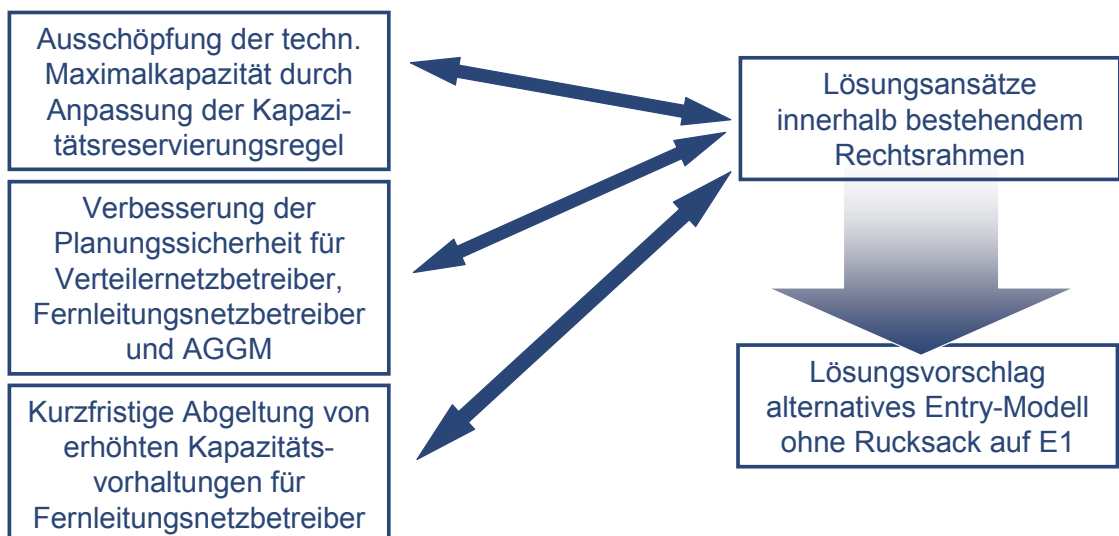 Ausschöpfung der techn.
Maximalkapazität durch
Anpassung der Kapazi-
tätsreservierungsregel
Verbesserung der
Planungssicherheit für
Verteilernetzbetreiber,
Fernleitungsnetzbetreiber
und AGGM
Kurzfristige Abgeltung von
erhöhten Kapazitäts-
vorhaltungen für
Fernleitungsnetzbetreiber
Lösungsansätze
innerhalb bestehendem
Rechtsrahmen
Lösungsvorschlag
alternatives Entry-Modell
ohne Rucksack auf E1